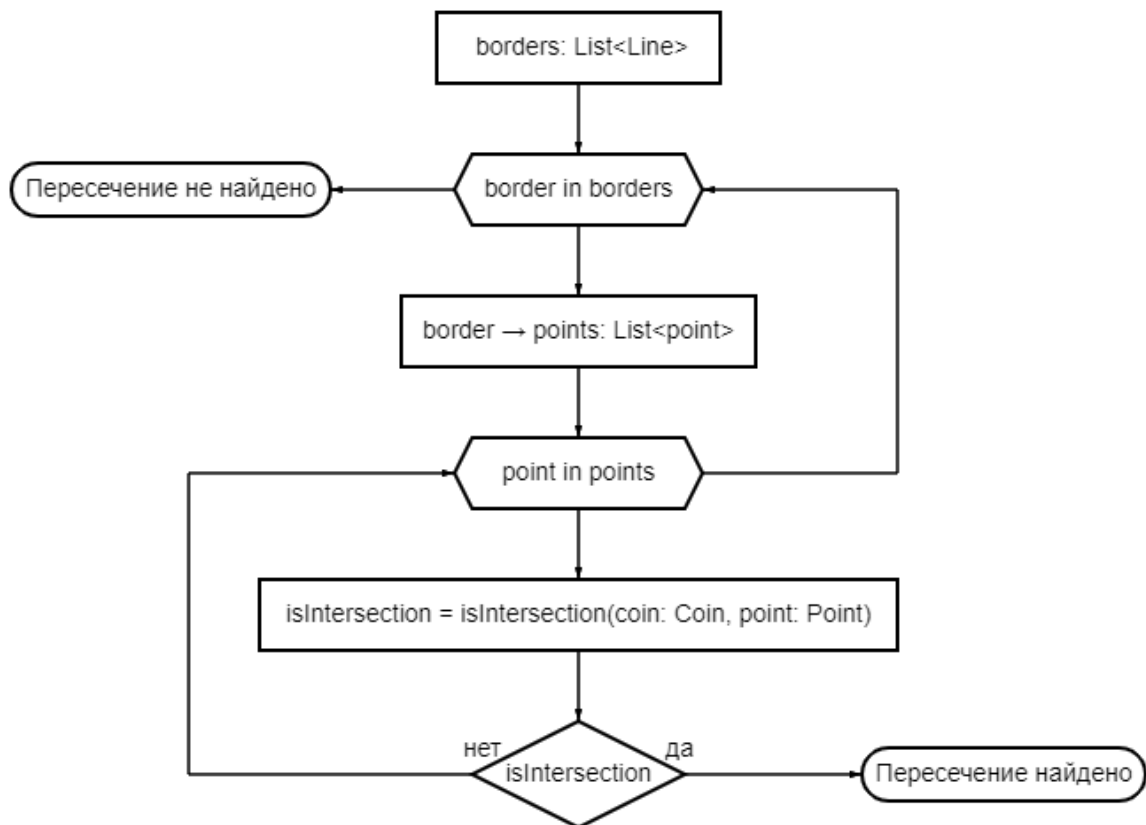 borders: List<Line>
Пересечение не найдено
border in borders
border → points: List<point>
point in points
isIntersection = isIntersection(coin: Coin, point: Point)
нет
да
isIntersection
Пересечение найдено